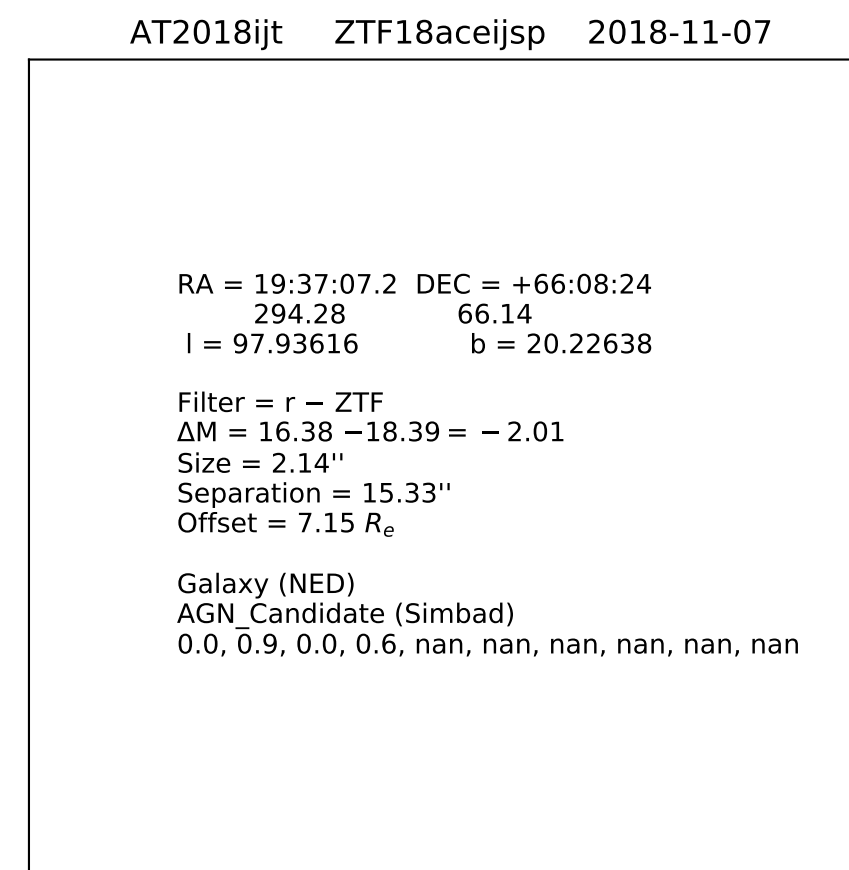 AT2018ijt ZTF18aceijsp 2018-11-07
RA = 19:37:07.2 DEC = +66:08:24
294.28 66.14
l = 97.93616 b = 20.22638
Filter = r − ZTF
ΔM = 16.38 −18.39 = − 2.01
Size = 2.14''
Separation = 15.33''
Offset = 7.15 Re
Galaxy (NED)
AGN_Candidate (Simbad)
0.0, 0.9, 0.0, 0.6, nan, nan, nan, nan, nan, nan